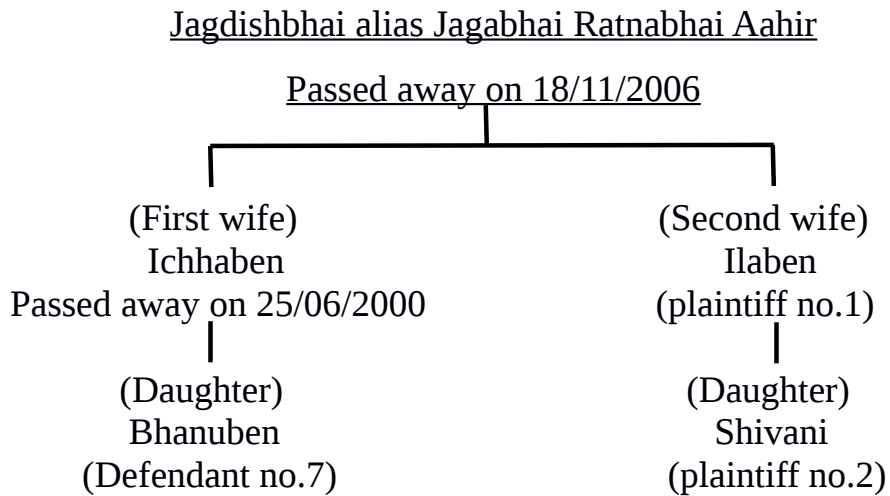 Jagdishbhai alias Jagabhai Ratnabhai Aahir
Passed away on 18/11/2006
(First wife)
Ichhaben
Passed away on 25/06/2000
(Daughter)
Bhanuben
(Defendant no.7)
(Second wife)
Ilaben
(plaintiff no.1)
(Daughter)
Shivani
(plaintiff no.2)